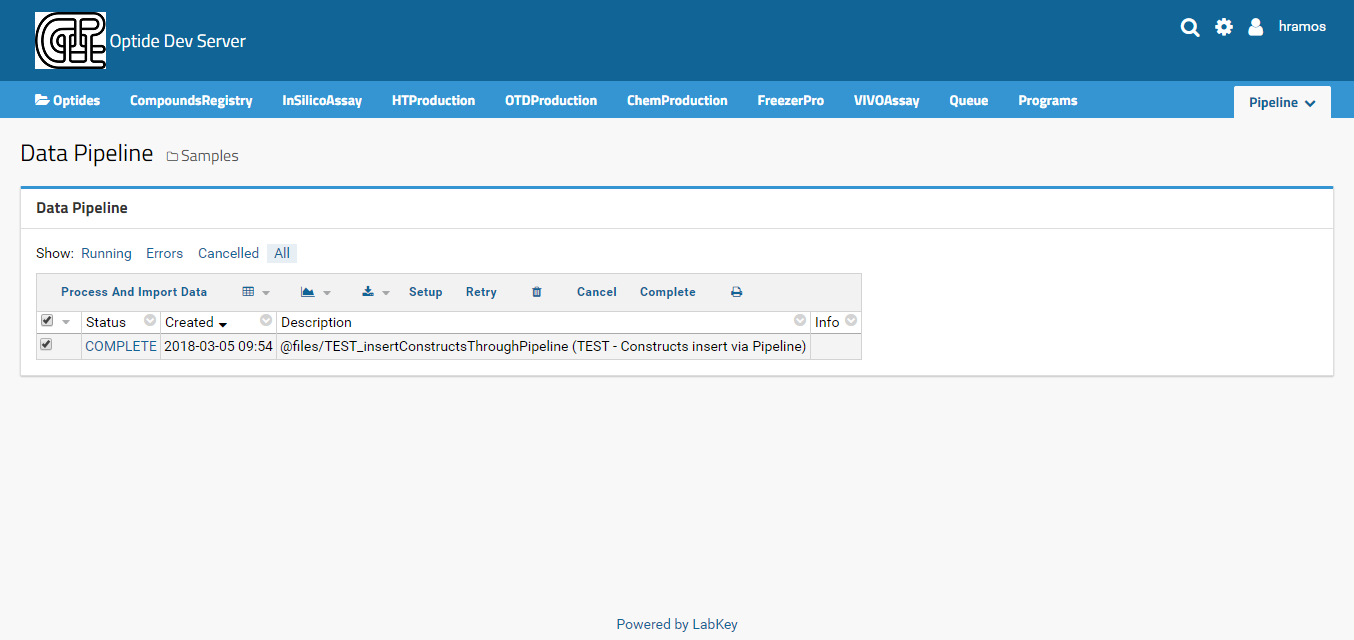 Optide Dev Server
hramos
Optides CompoundsRegistry InSilicoAssay HTProduction OTDProduction ChemProduction FreezerPro VIVOAssay Queue Programs Pipeline
Data Pipeline Samples
Data Pipeline
Show: Running Errors Cancelled All
Process And Import Data Setup Retry Cancel Complete
Status Created Description Info
COMPLETE 2018-03-05 09:54 @files/TEST_insertConstructsThroughPipeline (TEST - Constructs insert via Pipeline)
Powered by LabKey